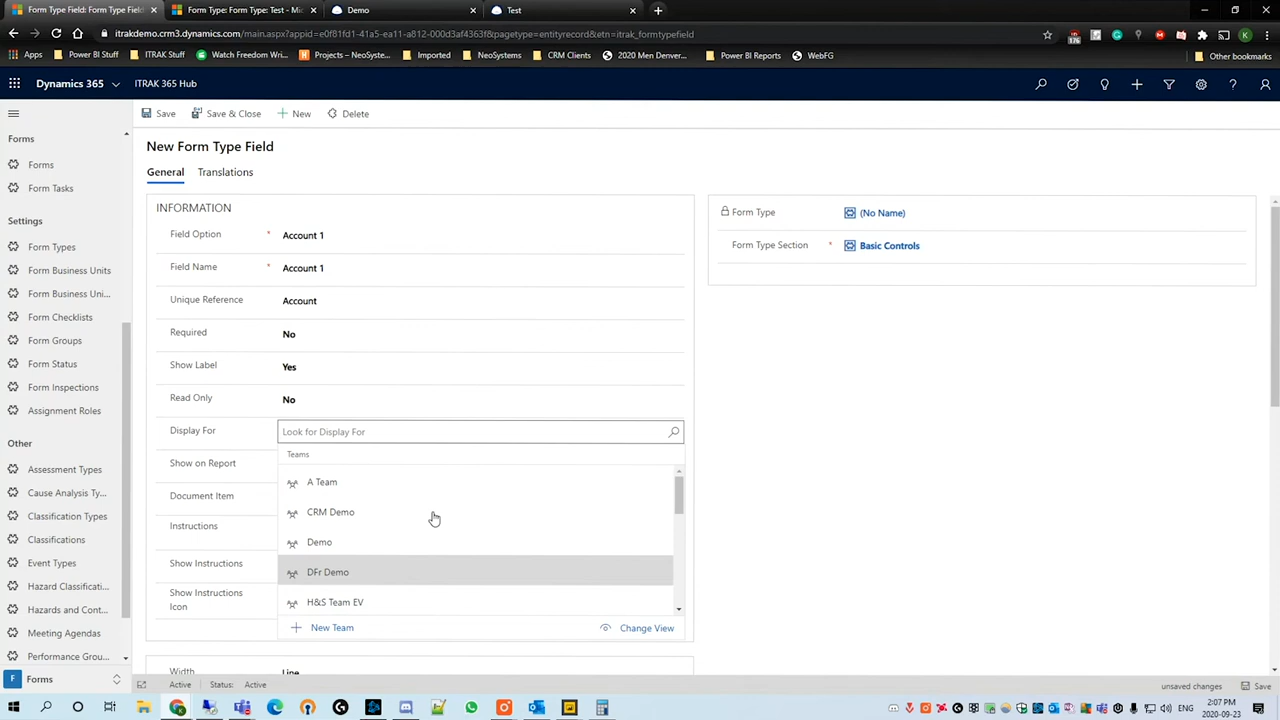 Form Type Field: Form Type Field
Form Type: Form Type: Test - Mic
Demo
Test
itrakdemo.crm3.dynamics.com/main.aspx?appid=e0f81fd1-41a5-ea11-a812-000d3af4363f&pagetype=entityrecord&etn=itrak_formtypefield
Apps
Power BI Stuff
ITRAK Stuff
Watch Freedom Wri...
Projects – NeoSyste...
Imported
NeoSystems
CRM Clients
2020 Men Denver...
Power BI Reports
WebFG
Other bookmarks
Dynamics 365
ITRAK 365 Hub
Save
Save & Close
New
Delete
Forms
Forms
Form Tasks
Settings
Form Types
Form Business Units
Form Business Uni...
Form Checklists
Form Groups
Form Status
Form Inspections
Assignment Roles
Other
Assessment Types
Cause Analysis Ty...
Classification Types
Classifications
Event Types
Hazard Classificati...
Hazards and Cont...
Meeting Agendas
Performance Grou...
F Forms
New Form Type Field
General
Translations
INFORMATION
Field Option * Account 1
Field Name * Account 1
Unique Reference Account
Required No
Show Label Yes
Read Only No
Display For Look for Display For
Show on Report
Document Item
Instructions
Show Instructions
Show Instructions
Icon
Teams
A Team
CRM Demo
Demo
DFr Demo
H&S Team EV
New Team
Change View
Width Line
Form Type (No Name)
Form Type Section * Basic Controls
Active
Status: Active
unsaved changes
Save
ENG
2:07 PM
2020-09-23